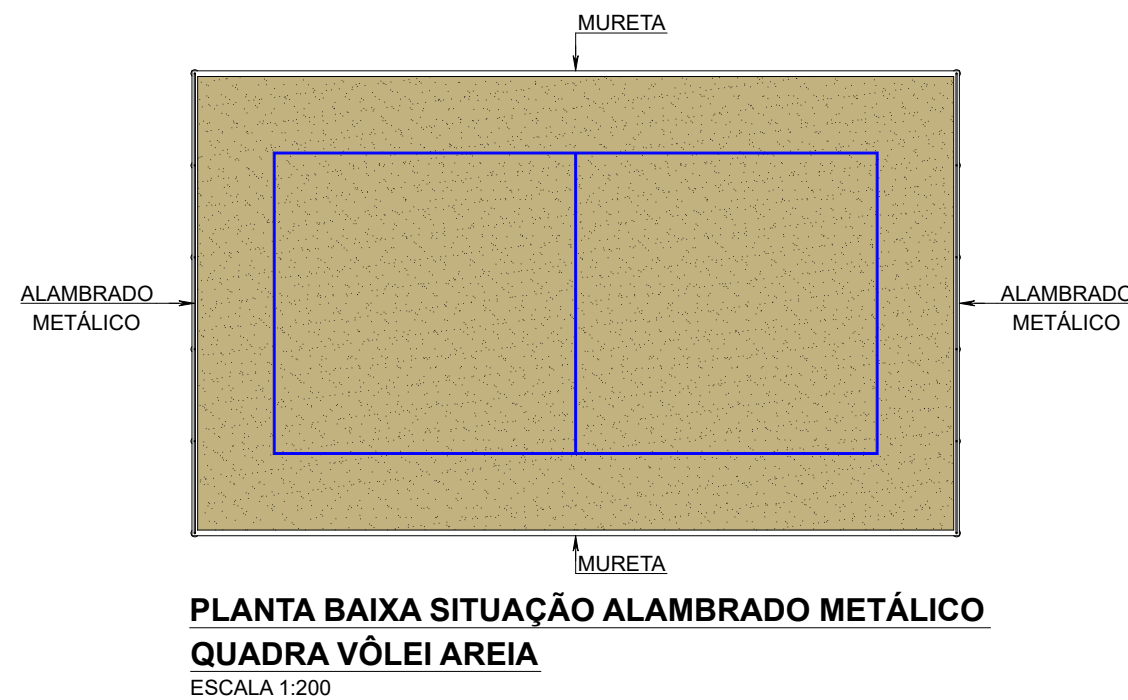 MURETA
ALAMBRADO
METÁLICO
ALAMBRADO
METÁLICO
MURETA
PLANTA BAIXA SITUAÇÃO ALAMBRADO METÁLICO
QUADRA VÔLEI AREIA
ESCALA 1:200